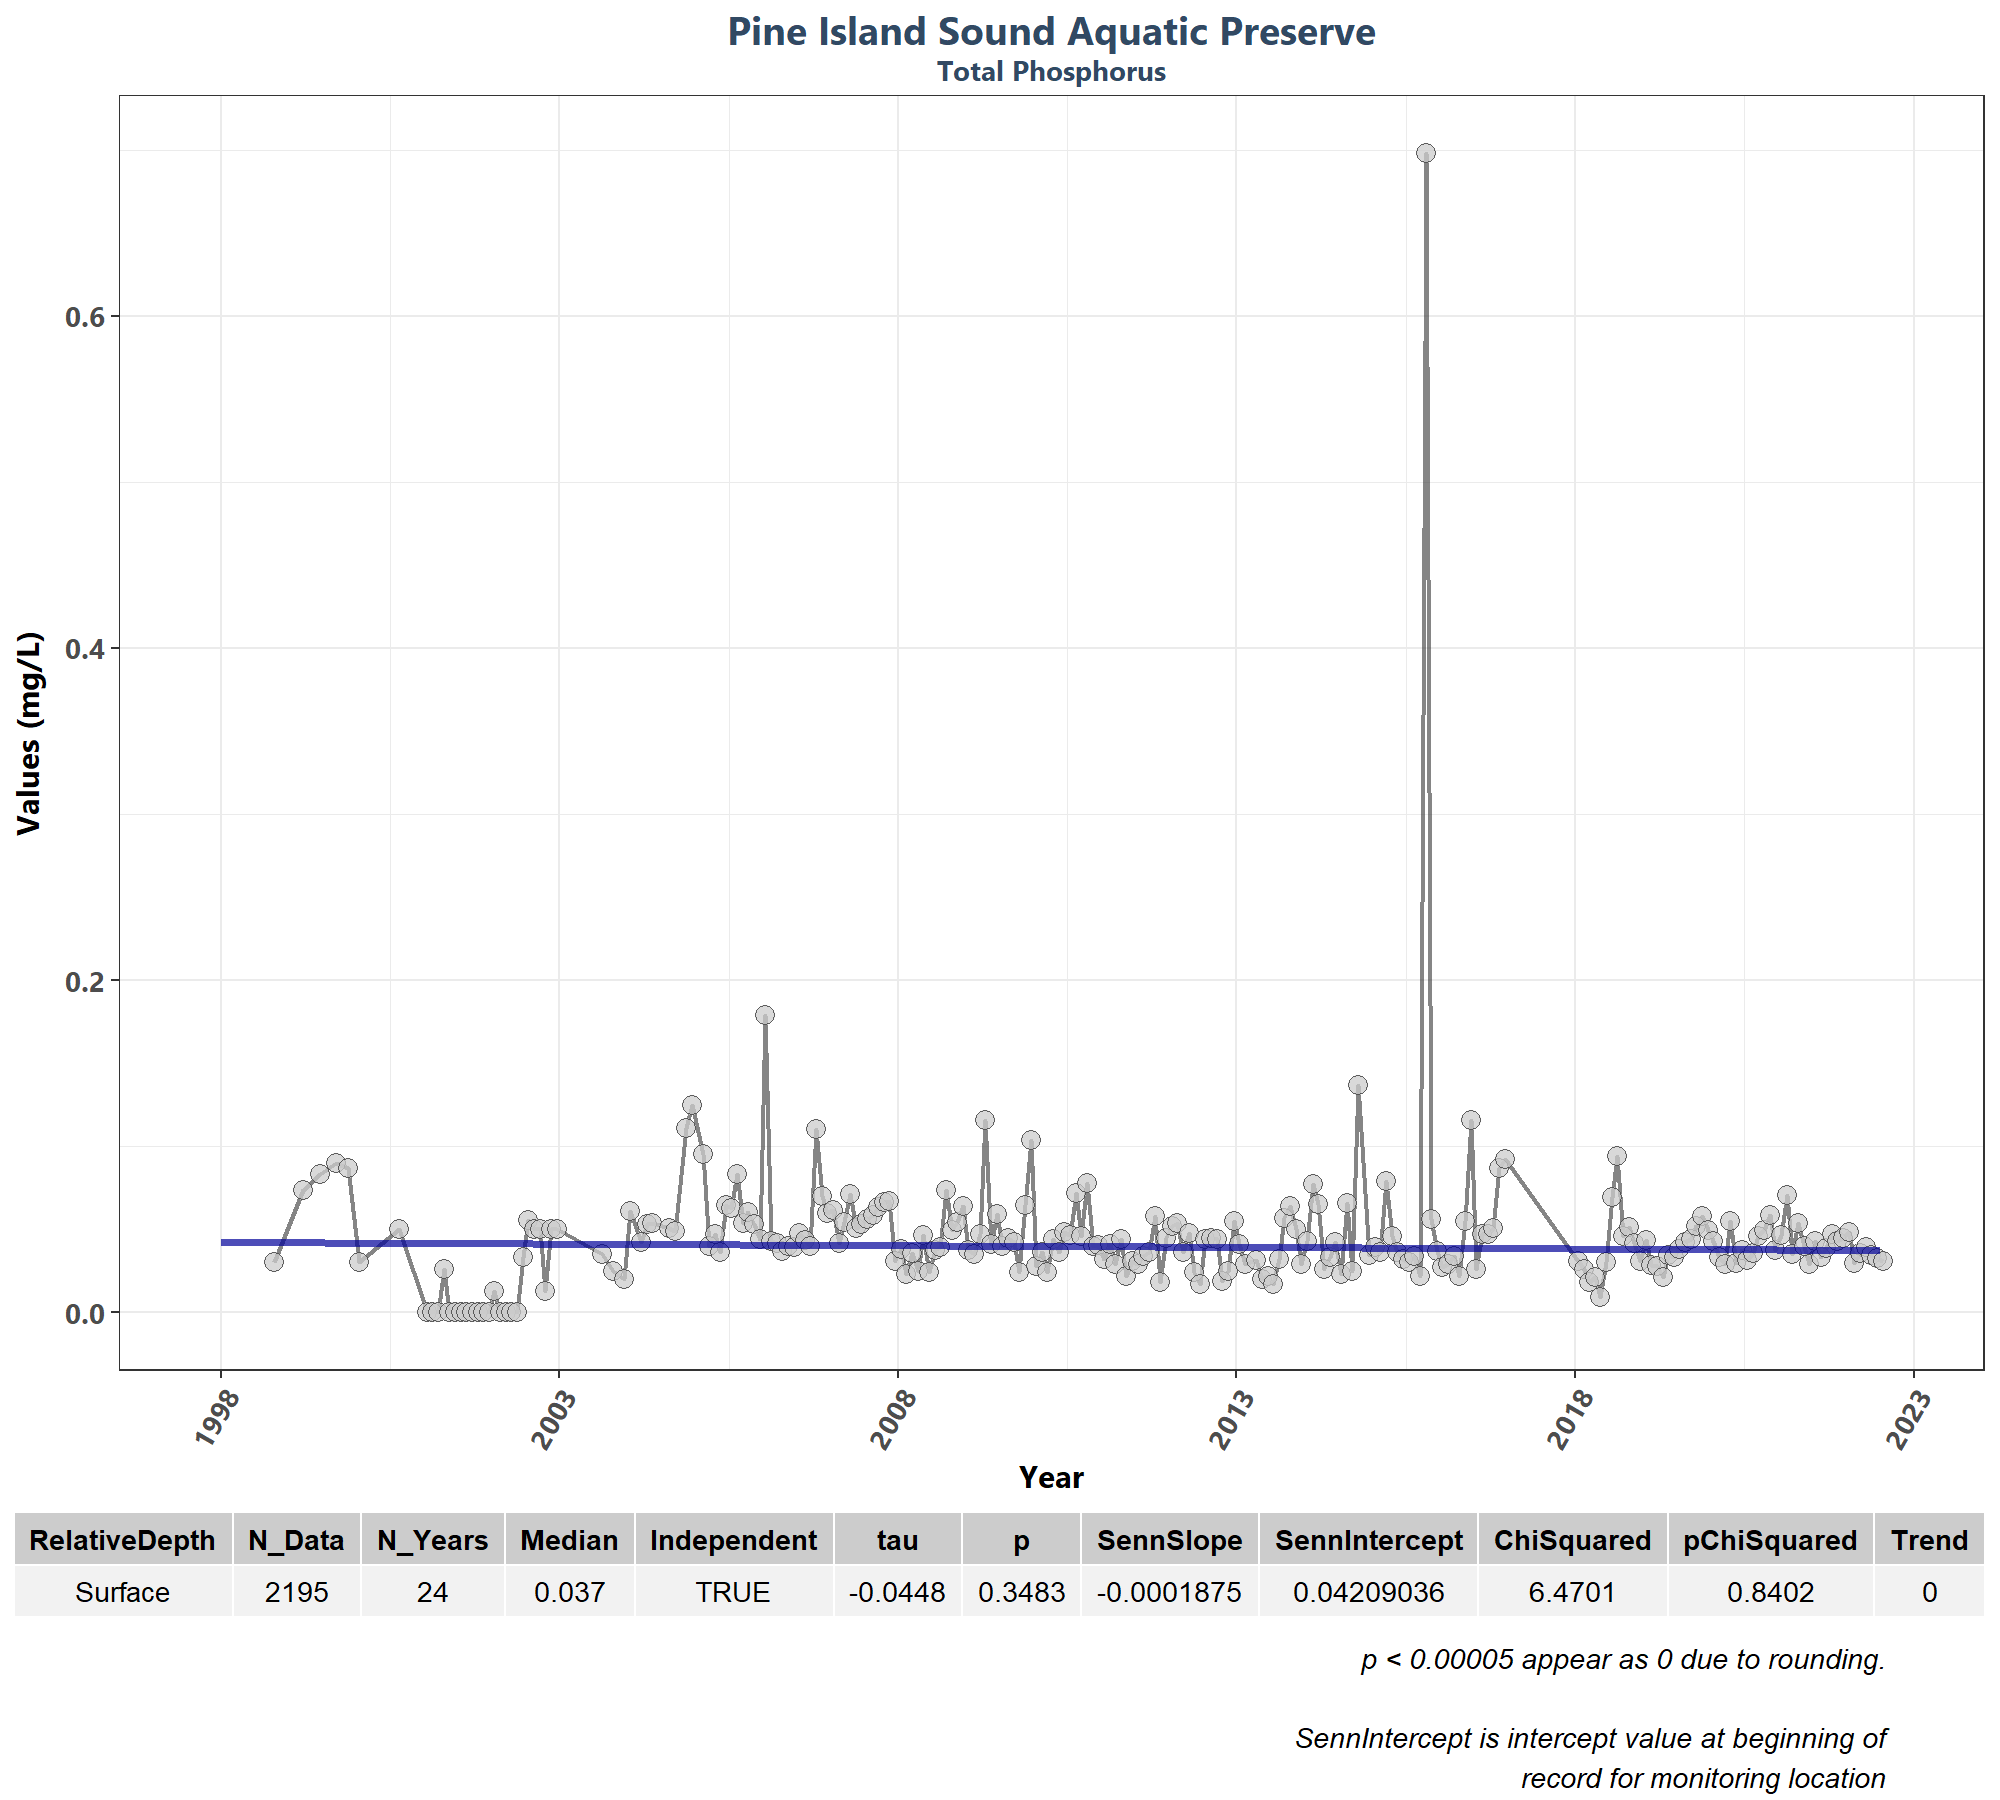 Pine Island Sound Aquatic Preserve
Total Phosphorus
Values (mg/L)
0.6
0.4
0.2
0.0
1998 2003 2008 2013 2018 2023
Year
RelativeDepth N_Data N_Years Median Independent tau p SennSlope SennIntercept ChiSquared pChiSquared Trend
Surface 2195 24 0.037 TRUE -0.0448 0.3483 -0.0001875 0.04209036 6.4701 0.8402 0
p < 0.00005 appear as 0 due to rounding.
SennIntercept is intercept value at beginning of
record for monitoring location